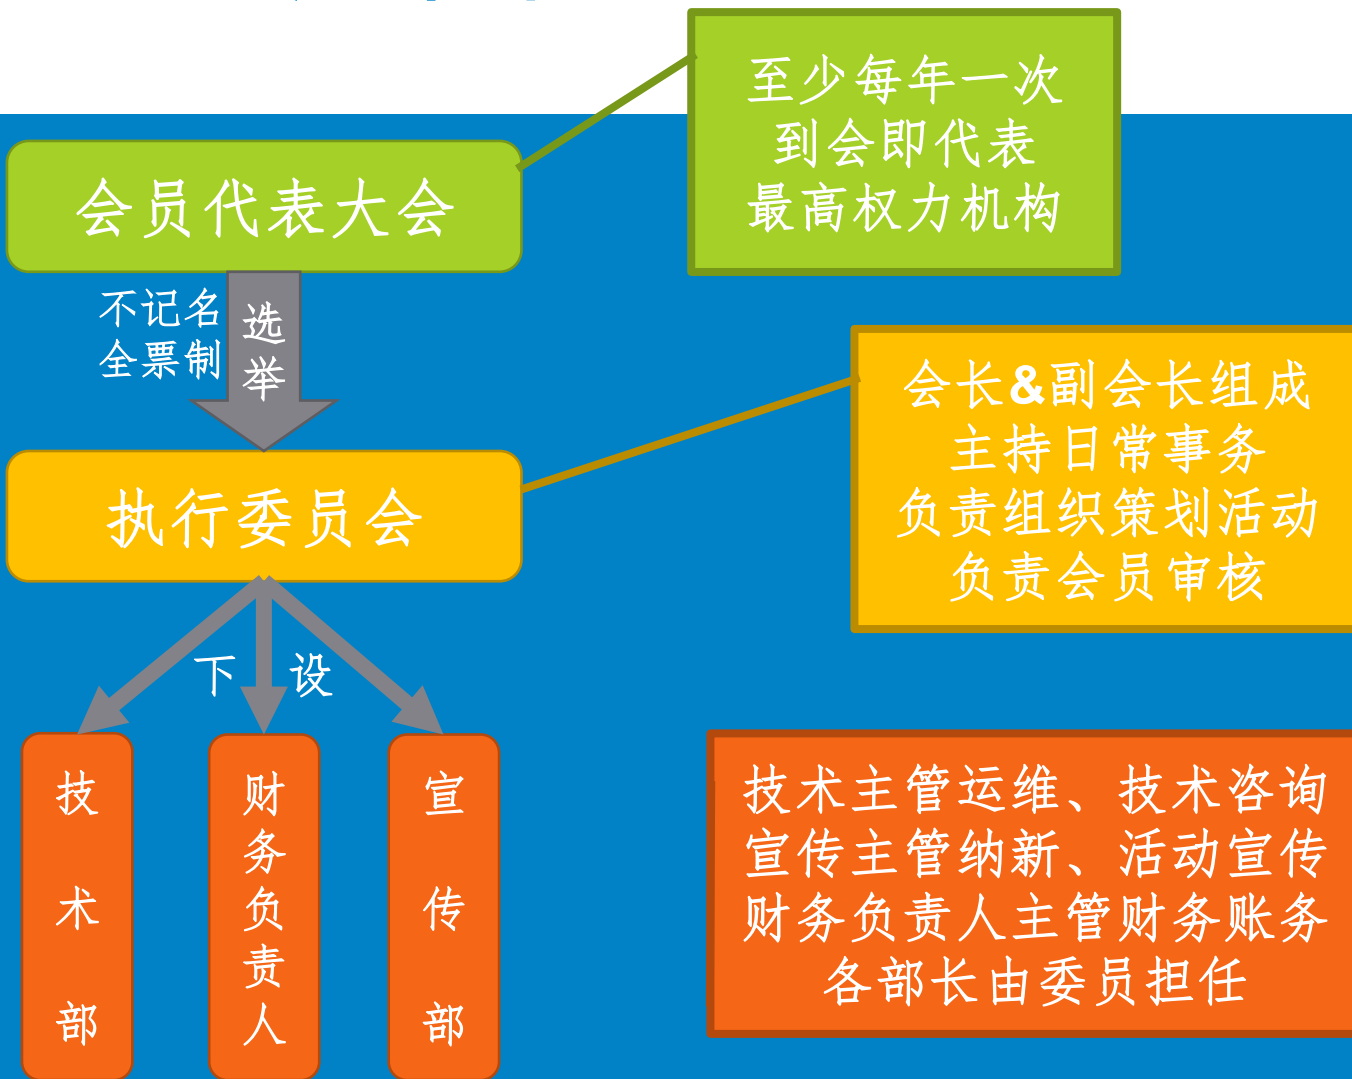 至少每年一次
到会即代表
最高权力机构
会员代表大会
不记名
全票制
选举
会长&副会长组成
主持日常事务
负责组织策划活动
负责会员审核
执行委员会
下 设
技术部
财务负责人
宣传部
技术主管运维、技术咨询
宣传主管纳新、活动宣传
财务负责人主管财务账务
各部长由委员担任